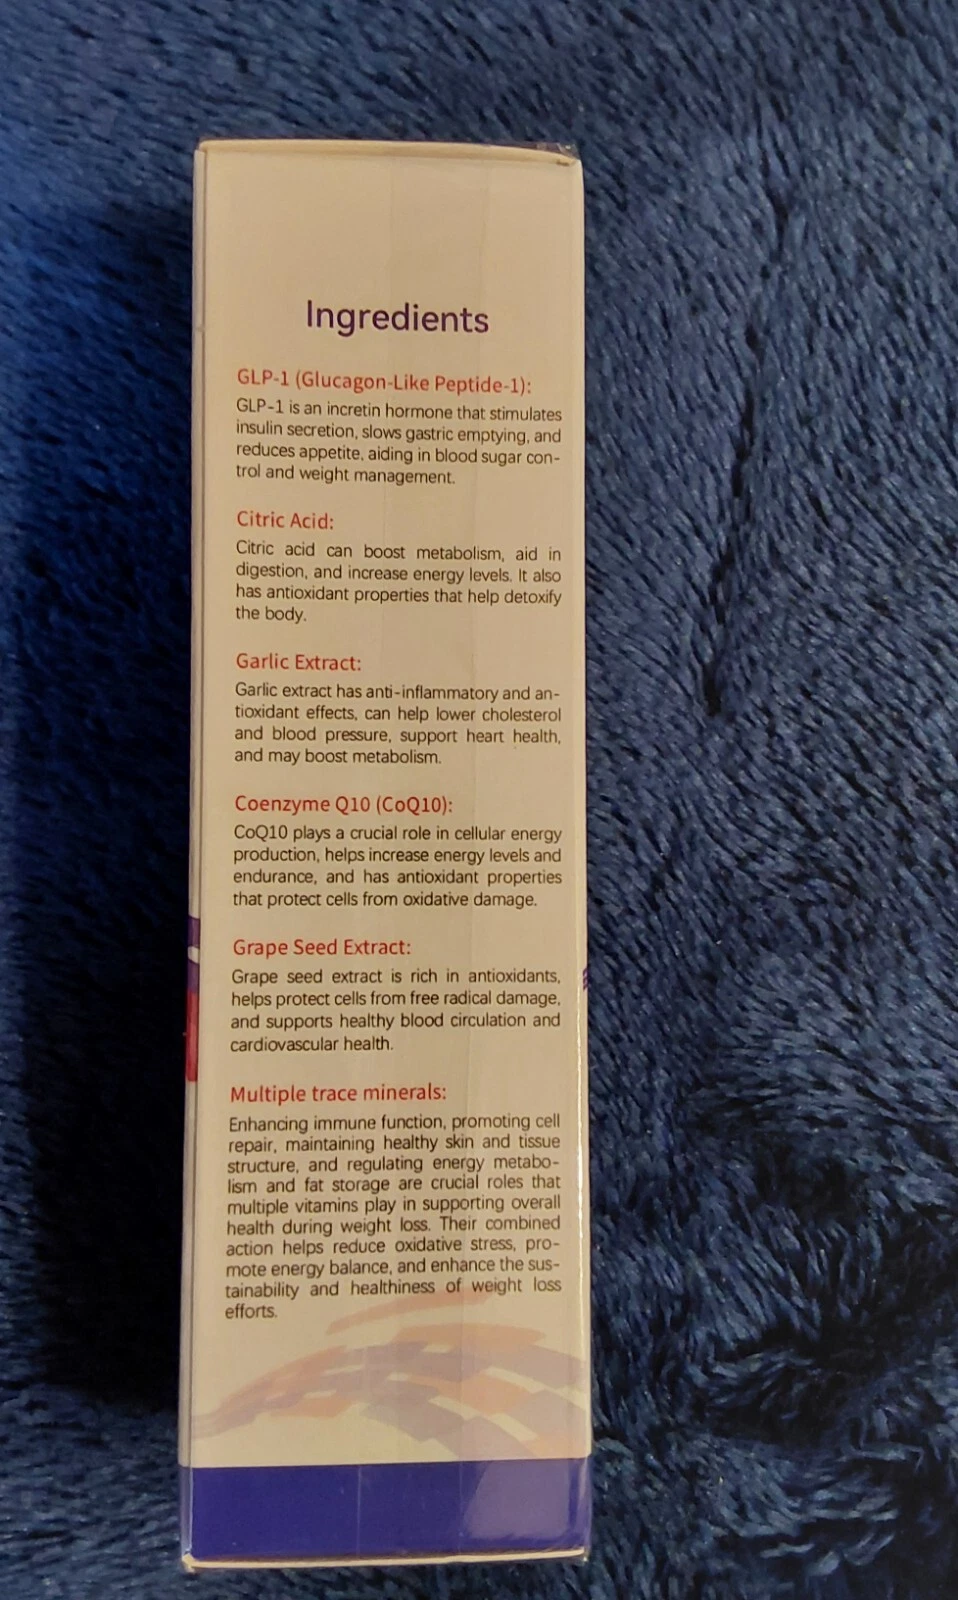 Ingredients
GLP-1 (Glucagon-Like Peptide-1):
GLP-1 is an incretin hormone that stimulates
insulin secretion, slows gastric emptying, and
reduces appetite, aiding in blood sugar con-
trol and weight management.
Citric Acid:
Citric acid can boost metabolism, aid in
digestion, and increase energy levels. It also
has antioxidant properties that help detoxify
the body.
Garlic Extract:
Garlic extract has anti-inflammatory and an-
tioxidant effects, can help lower cholesterol
and blood pressure, support heart health,
and may boost metabolism.
Coenzyme Q10 (CoQ10):
CoQ10 plays a crucial role in cellular energy
production, helps increase energy levels and
endurance, and has antioxidant properties
that protect cells from oxidative damage.
Grape Seed Extract:
Grape seed extract is rich in antioxidants,
helps protect cells from free radical damage,
and supports healthy blood circulation and
cardiovascular health.
Multiple trace minerals:
Enhancing immune function, promoting cell
repair, maintaining healthy skin and tissue
structure, and regulating energy metabo-
lism and fat storage are crucial roles that
multiple vitamins play in supporting overall
health during weight loss. Their combined
action helps reduce oxidative stress, pro-
mote energy balance, and enhance the sus-
tainability and healthiness of weight loss
efforts.